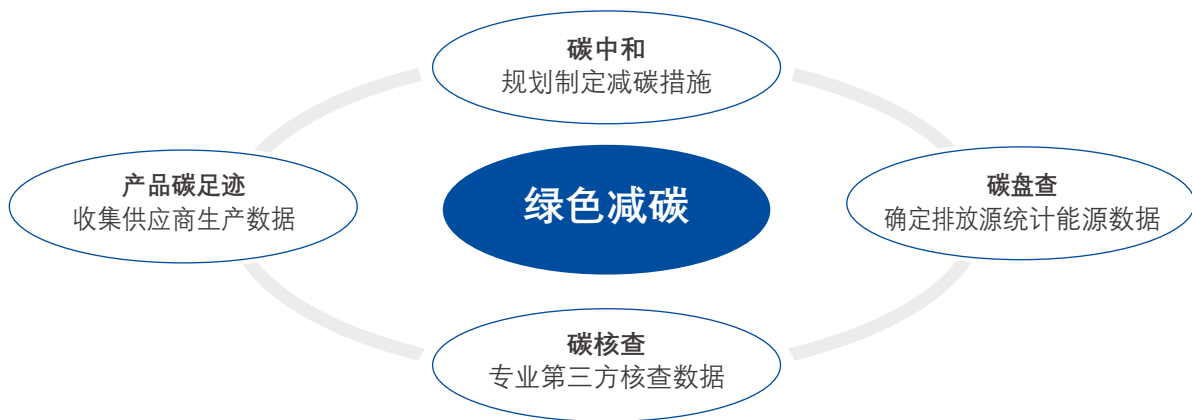 碳中和
规划制定减碳措施
产品碳足迹
收集供应商生产数据
绿色减碳
碳盘查
确定排放源统计能源数据
碳核查
专业第三方核查数据